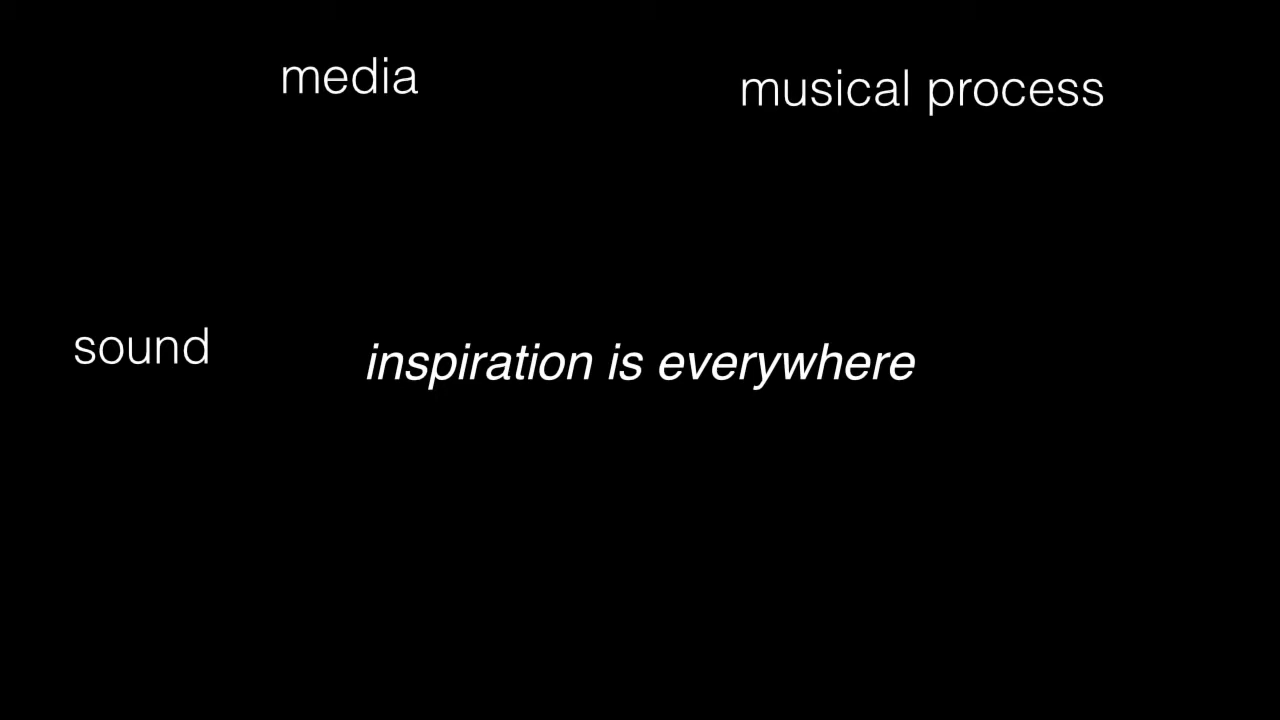 media
musical process
sound
inspiration is everywhere